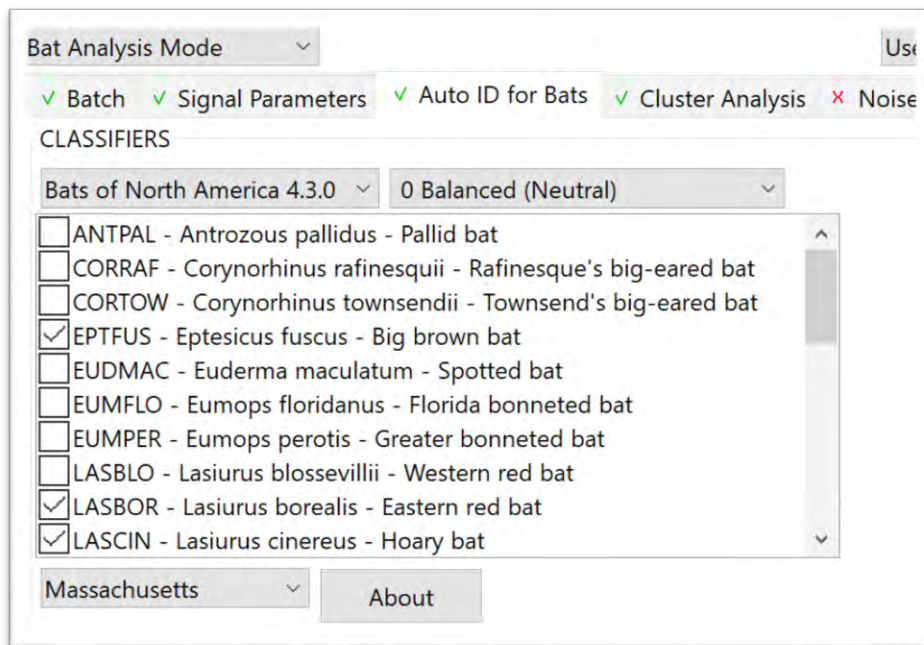 Bat Analysis Mode
Batch Signal Parameters Auto ID for Bats Cluster Analysis Noise
CLASSIFIERS
Bats of North America 4.3.0 0 Balanced (Neutral)
ANTPAL - Antrozous pallidus - Pallid bat
CORRAF - Corynorhinus rafinesquii - Rafinesque's big-eared bat
CORTOW - Corynorhinus townsendii - Townsend's big-eared bat
EPTFUS - Eptesicus fuscus - Big brown bat
EUDMAC - Euderma maculatum - Spotted bat
EUMFLO - Eumops floridanus - Florida bonneted bat
EUMPER - Eumops perotis - Greater bonneted bat
LASBLO - Lasiurus blossevillii - Western red bat
LASBOR - Lasiurus borealis - Eastern red bat
LASCIN - Lasiurus cinereus - Hoary bat
Massachusetts About